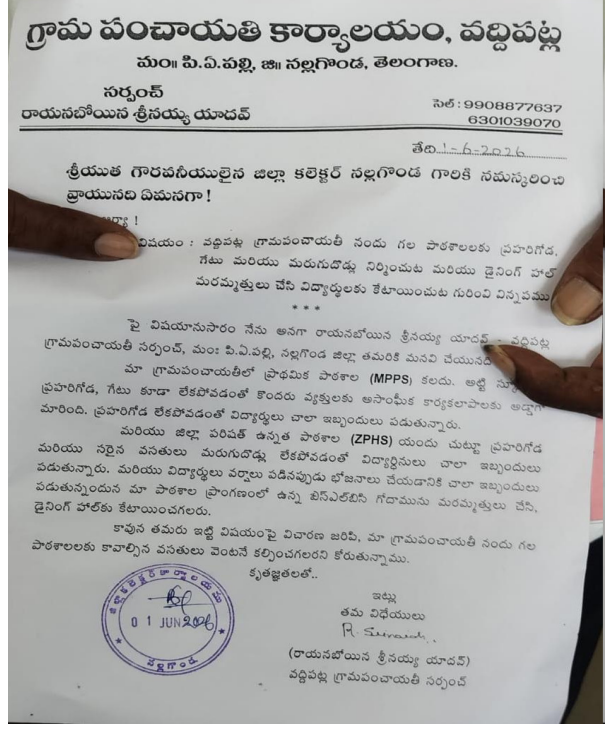 గ్రామ పంచాయతి కార్యాలయం, వద్దిపట్ల
మం॥ పి.ఏ.పల్లి, జి॥ నల్లగొండ, తెలంగాణ.
సర్పంచ్
రాయనబోయిన శ్రీనయ్య యాదవ్
సెల్ : 9908877637
6301039070
తేది 1-6-2026
శ్రీయుత గౌరవనీయులైన జిల్లా కలెక్టర్ నల్లగొండ గారికి నమస్కరించి
వ్రాయునది ఏమనగా !
విషయం : వద్దిపట్ల గ్రామపంచాయతీ నందు గల పాఠశాలలకు ప్రహరిగోడ,
గేటు మరియు మరుగుదొడ్లు నిర్మించుట మరియు డైనింగ్ హాల్
మరమ్మత్తులు చేసి విద్యార్థులకు కేటాయించుట గురించి విన్నపము
***
పై విషయానుసారం నేను అనగా రాయనబోయిన శ్రీనయ్య యాదవ్ వద్దిపట్ల
గ్రామపంచాయతీ సర్పంచ్, మం: పి.ఏ.పల్లి, నల్లగొండ జిల్లా తమరికి మనవి చేయునది
మా గ్రామపంచాయతీలో ప్రాథమిక పాఠశాల (MPPS) కలదు. అట్టి
ప్రహరిగోడ, గేటు కూడా లేకపోవడంతో కొందరు వ్యక్తులకు అసాంఘీక కార్యకలాపాలకు అడ్డాగా
మారింది. ప్రహరిగోడ లేకపోవడంతో విద్యార్థులు చాలా ఇబ్బందులు పడుతున్నారు.
మరియు జిల్లా పరిషత్ ఉన్నత పాఠశాల (ZPHS) యందు చుట్టూ ప్రహరిగోడ
మరియు సరైన వసతులు మరుగుదొడ్లు లేకపోవడంతో విద్యార్థినులు చాలా ఇబ్బందులు
పడుతున్నారు. మరియు విద్యార్థులు వర్షాలు పడినప్పుడు భోజనాలు చేయడానికి చాలా ఇబ్బందులు
పడుతున్నందున మా పాఠశాల ప్రాంగణంలో ఉన్న ఐస్ఎల్‌బిసి గోదామును మరమ్మత్తులు చేసి,
డైనింగ్ హాల్‌కు కేటాయించగలరు.
కావున తమరు ఇట్టి విషయంపై విచారణ జరిపి, మా గ్రామపంచాయతీ నందు గల
పాఠశాలలకు కావాల్సిన వసతులు వెంటనే కల్పించగలరని కోరుతున్నాము.
కృతజ్ఞతలతో..
ఇట్లు
తమ విధేయులు
(రాయనబోయిన శ్రీనయ్య యాదవ్)
వద్దిపట్ల గ్రామపంచాయతీ సర్పంచ్
01 JUN 2026
నల్లగొండ